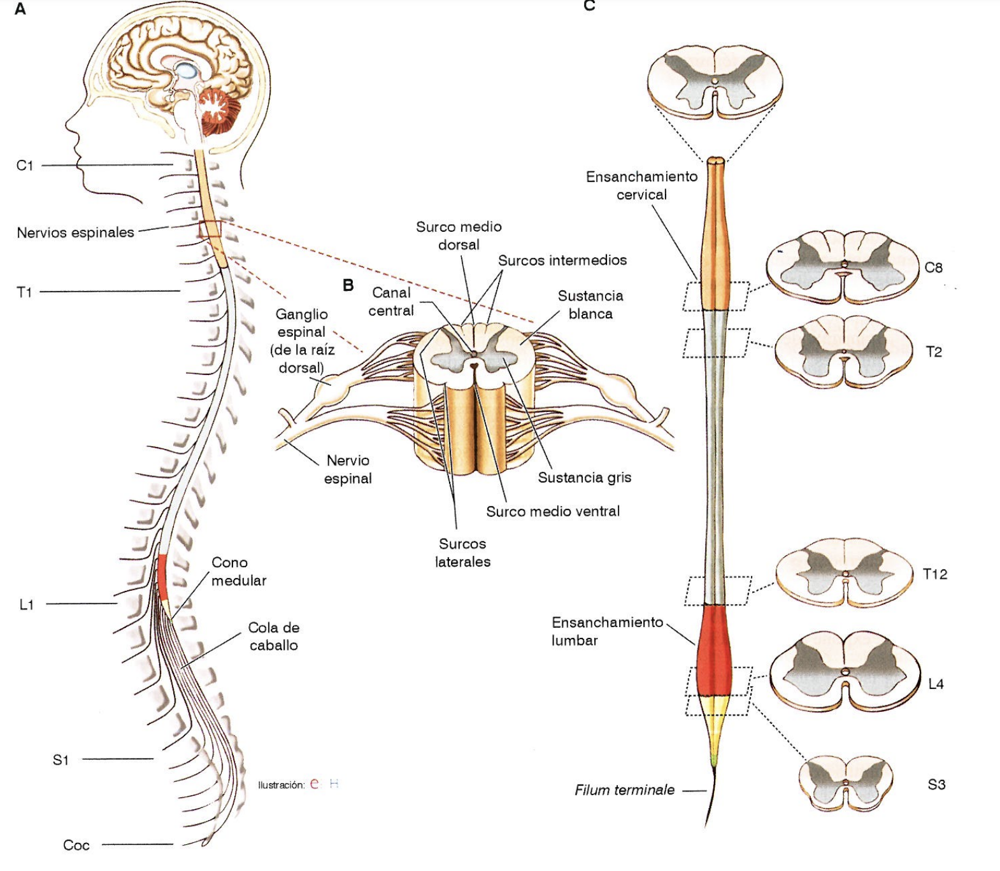 A
C1
Nervios espinales
T1
L1
S1
Coc
Cono
medular
Cola de
caballo
Ilustración: e H
B
Surco medio
dorsal
Surcos intermedios
Canal
central
Sustancia
blanca
Ganglio
espinal
(de la raíz
dorsal)
Nervio
espinal
Sustancia gris
Surco medio ventral
Surcos
laterales
C
Ensanchamiento
cervical
C8
T2
T12
Ensanchamiento
lumbar
L4
S3
Filum terminale